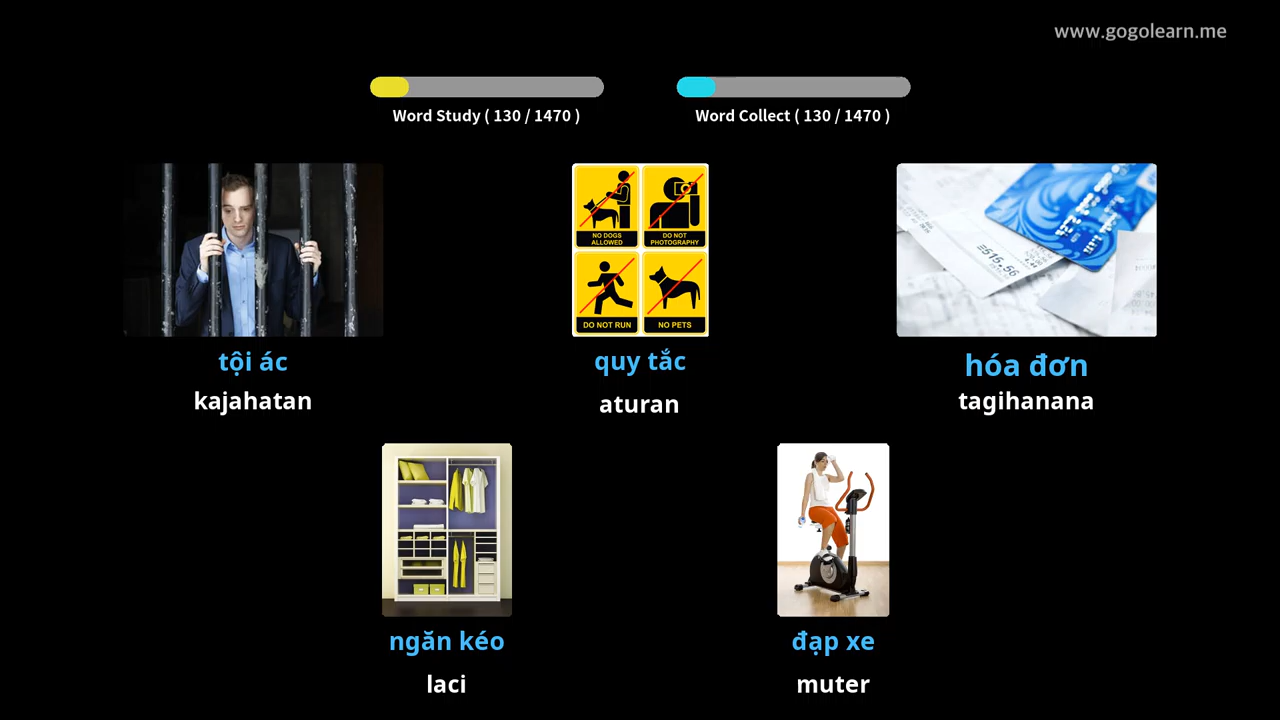 www.gogolearn.me
Word Study ( 130 / 1470 )
Word Collect ( 130 / 1470 )
NO DOGS
ALLOWED
DO NOT
PHOTOGRAPHY
DO NOT RUN
NO PETS
tội ác
quy tắc
hóa đơn
kajahatan
aturan
tagihanana
ngăn kéo
đạp xe
laci
muter